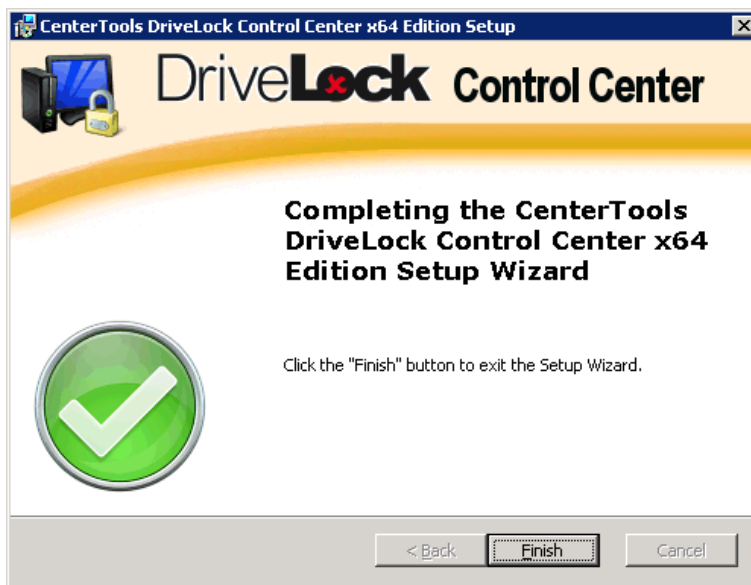 CenterTools DriveLock Control Center x64 Edition Setup
DriveLock Control Center
Completing the CenterTools
DriveLock Control Center x64
Edition Setup Wizard
Click the "Finish" button to exit the Setup Wizard.
< Back Finish Cancel